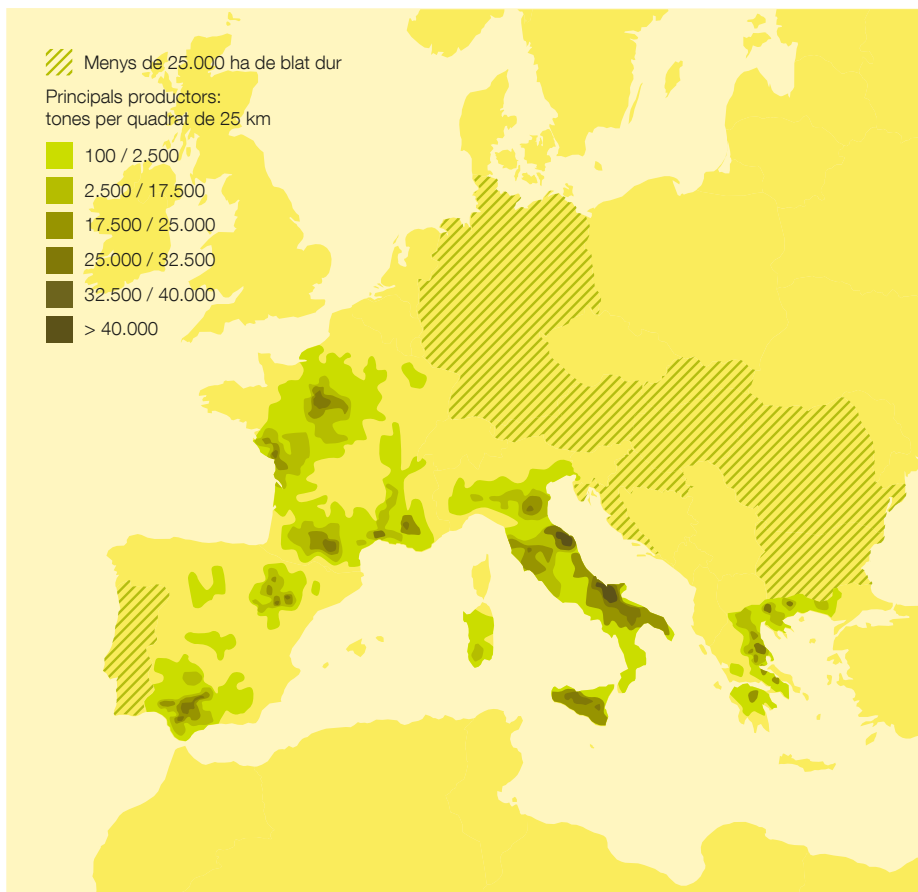 Menys de 25.000 ha de blat dur
Principals productors:
tones per quadrat de 25 km
100 / 2.500
2.500 / 17.500
17.500 / 25.000
25.000 / 32.500
32.500 / 40.000
> 40.000